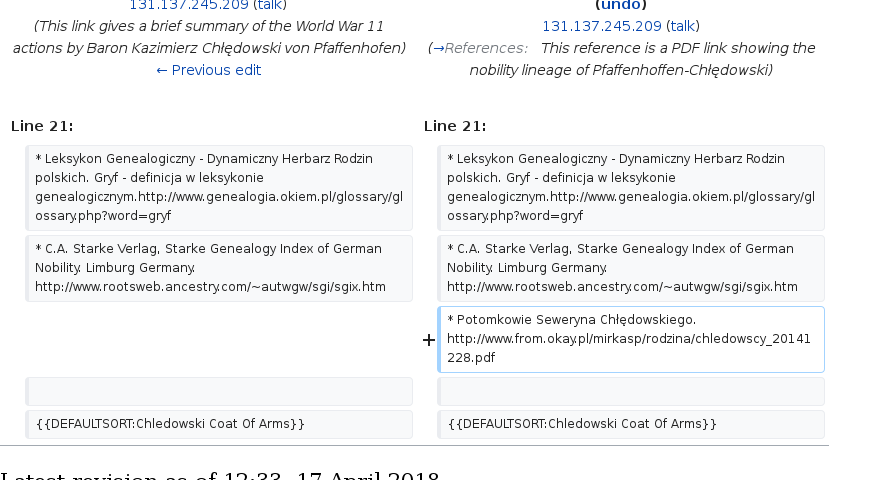 131.137.245.209 (talk)
(This link gives a brief summary of the World War 11
actions by Baron Kazimierz Chłędowski von Pfaffenhofen)
← Previous edit
(undo)
131.137.245.209 (talk)
(→References: This reference is a PDF link showing the
nobility lineage of Pfaffenhoffen-Chłędowski)
Line 21:
Line 21:
* Leksykon Genealogiczny - Dynamiczny Herbarz Rodzin
polskich. Gryf - definicja w leksykonie
genealogicznym.http://www.genealogia.okiem.pl/glossary/gl
ossary.php?word=gryf
* Leksykon Genealogiczny - Dynamiczny Herbarz Rodzin
polskich. Gryf - definicja w leksykonie
genealogicznym.http://www.genealogia.okiem.pl/glossary/gl
ossary.php?word=gryf
* C.A. Starke Verlag, Starke Genealogy Index of German
Nobility. Limburg Germany.
http://www.rootsweb.ancestry.com/~autwgw/sgi/sgix.htm
* C.A. Starke Verlag, Starke Genealogy Index of German
Nobility. Limburg Germany.
http://www.rootsweb.ancestry.com/~autwgw/sgi/sgix.htm
+
* Potomkowie Seweryna Chłędowskiego.
http://www.from.okay.pl/mirkasp/rodzina/chledowscy_20141
228.pdf
{{DEFAULTSORT:Chledowski Coat Of Arms}}
{{DEFAULTSORT:Chledowski Coat Of Arms}}
Latest revision as of 12:33, 17 April 2018